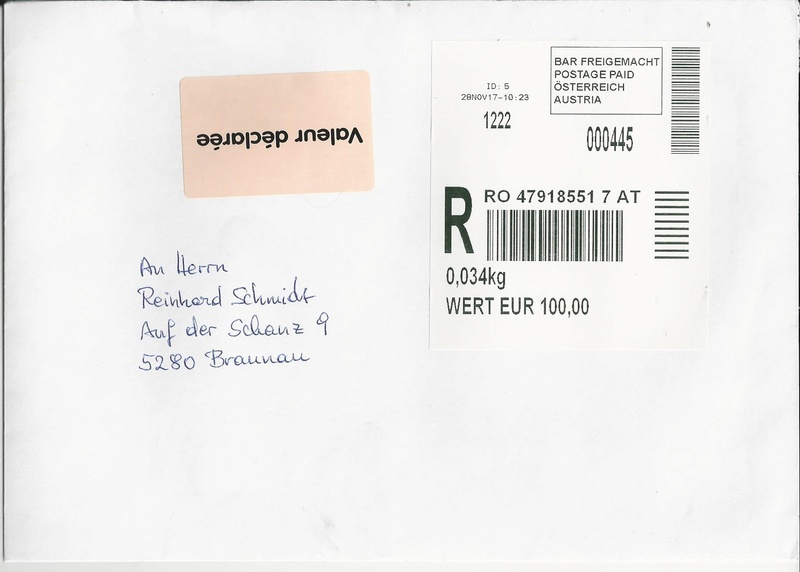 Valeur déclarée
ID: 5
28NOV17-10:23
1222
BAR FREIGEMACHT
POSTAGE PAID
ÖSTERREICH
AUSTRIA
000445
R
RO 47918551 7 AT
0,034kg
WERT EUR 100,00
An Herrn
Reinhard Schmidt
Auf der Schanz 9
5280 Braunau